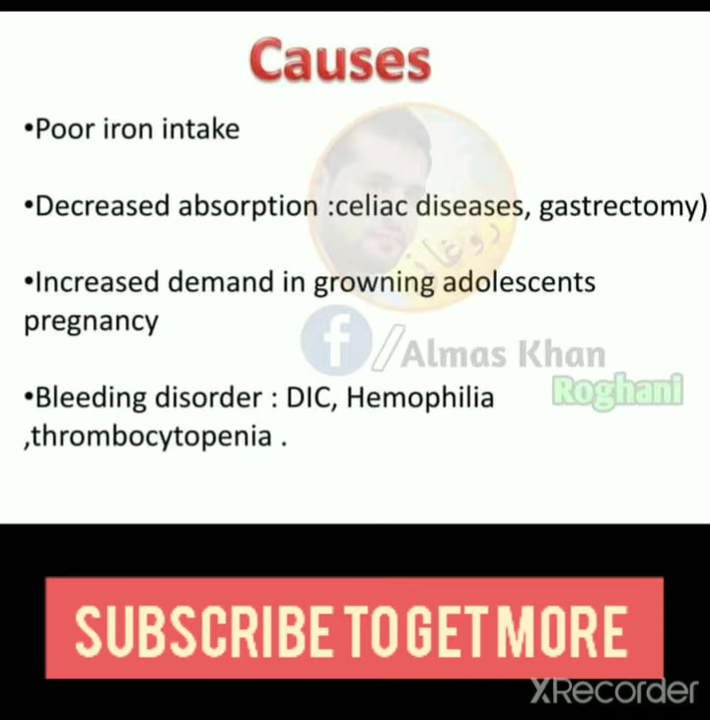 Causes
•Poor iron intake
•Decreased absorption :celiac diseases, gastrectomy)
•Increased demand in growning adolescents
pregnancy
f/Almas Khan
Roghani
•Bleeding disorder : DIC, Hemophilia
,thrombocytopenia .
SUBSCRIBE TO GET MORE
XRecorder